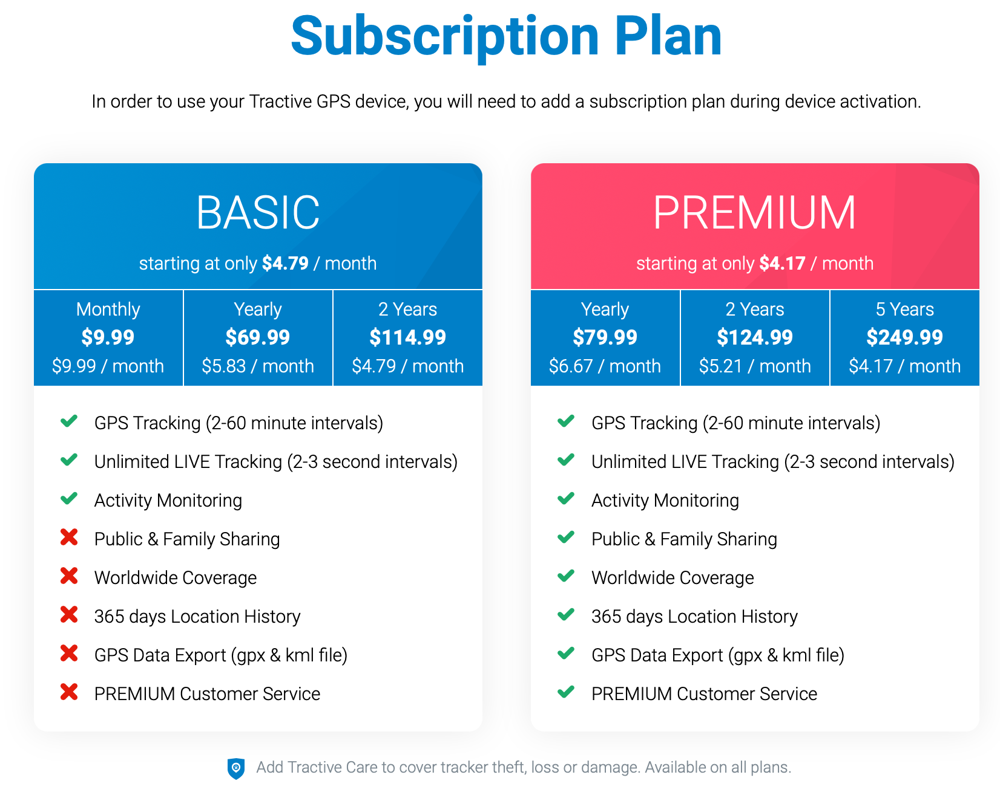 Subscription Plan
In order to use your Tractive GPS device, you will need to add a subscription plan during device activation.
BASIC
starting at only $4.79 / month
Monthly
$9.99
$9.99 / month
Yearly
$69.99
$5.83 / month
2 Years
$114.99
$4.79 / month
GPS Tracking (2-60 minute intervals)
Unlimited LIVE Tracking (2-3 second intervals)
Activity Monitoring
Public & Family Sharing
Worldwide Coverage
365 days Location History
GPS Data Export (gpx & kml file)
PREMIUM Customer Service
PREMIUM
starting at only $4.17 / month
Yearly
$79.99
$6.67 / month
2 Years
$124.99
$5.21 / month
5 Years
$249.99
$4.17 / month
GPS Tracking (2-60 minute intervals)
Unlimited LIVE Tracking (2-3 second intervals)
Activity Monitoring
Public & Family Sharing
Worldwide Coverage
365 days Location History
GPS Data Export (gpx & kml file)
PREMIUM Customer Service
Add Tractive Care to cover tracker theft, loss or damage. Available on all plans.